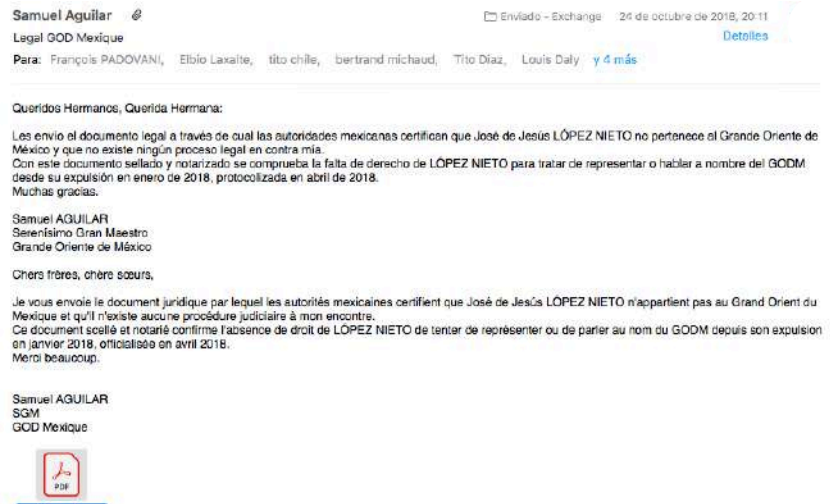 Samuel Aguilar
Enviado - Exchange 24 de octubre de 2018, 20:11
Legal GOD Mexique
Detalles
Para: François PADOVANI, Elbio Laxalte, tito chile, bertrand michaud, Tito Diaz, Louis Daly y 4 más
Queridos Hermanos, Querida Hermana:
Les envío el documento legal a través de cual las autoridades mexicanas certifican que José de Jesús LÓPEZ NIETO no pertenece al Grande Oriente de
México y que no existe ningún proceso legal en contra mía.
Con este documento sellado y notarizado se comprueba la falta de derecho de LÓPEZ NIETO para tratar de representar o hablar a nombre del GODM
desde su expulsión en enero de 2018, protocolizada en abril de 2018.
Muchas gracias.
Samuel AGUILAR
Serenísimo Gran Maestro
Grande Oriente de México
Chers frères, chère sœurs,
Je vous envoie le document juridique par lequel les autorités mexicaines certifient que José de Jesús LÓPEZ NIETO n'appartient pas au Grand Orient du
Mexique et qu'il n'existe aucune procédure judiciaire à mon encontre.
Ce document scellé et notarié confirme l'absence de droit de LÓPEZ NIETO de tenter de représenter ou de parler au nom du GODM depuis son expulsion
en janvier 2018, officialisée en avril 2018.
Merci beaucoup.
Samuel AGUILAR
SGM
GOD Mexique
PDF